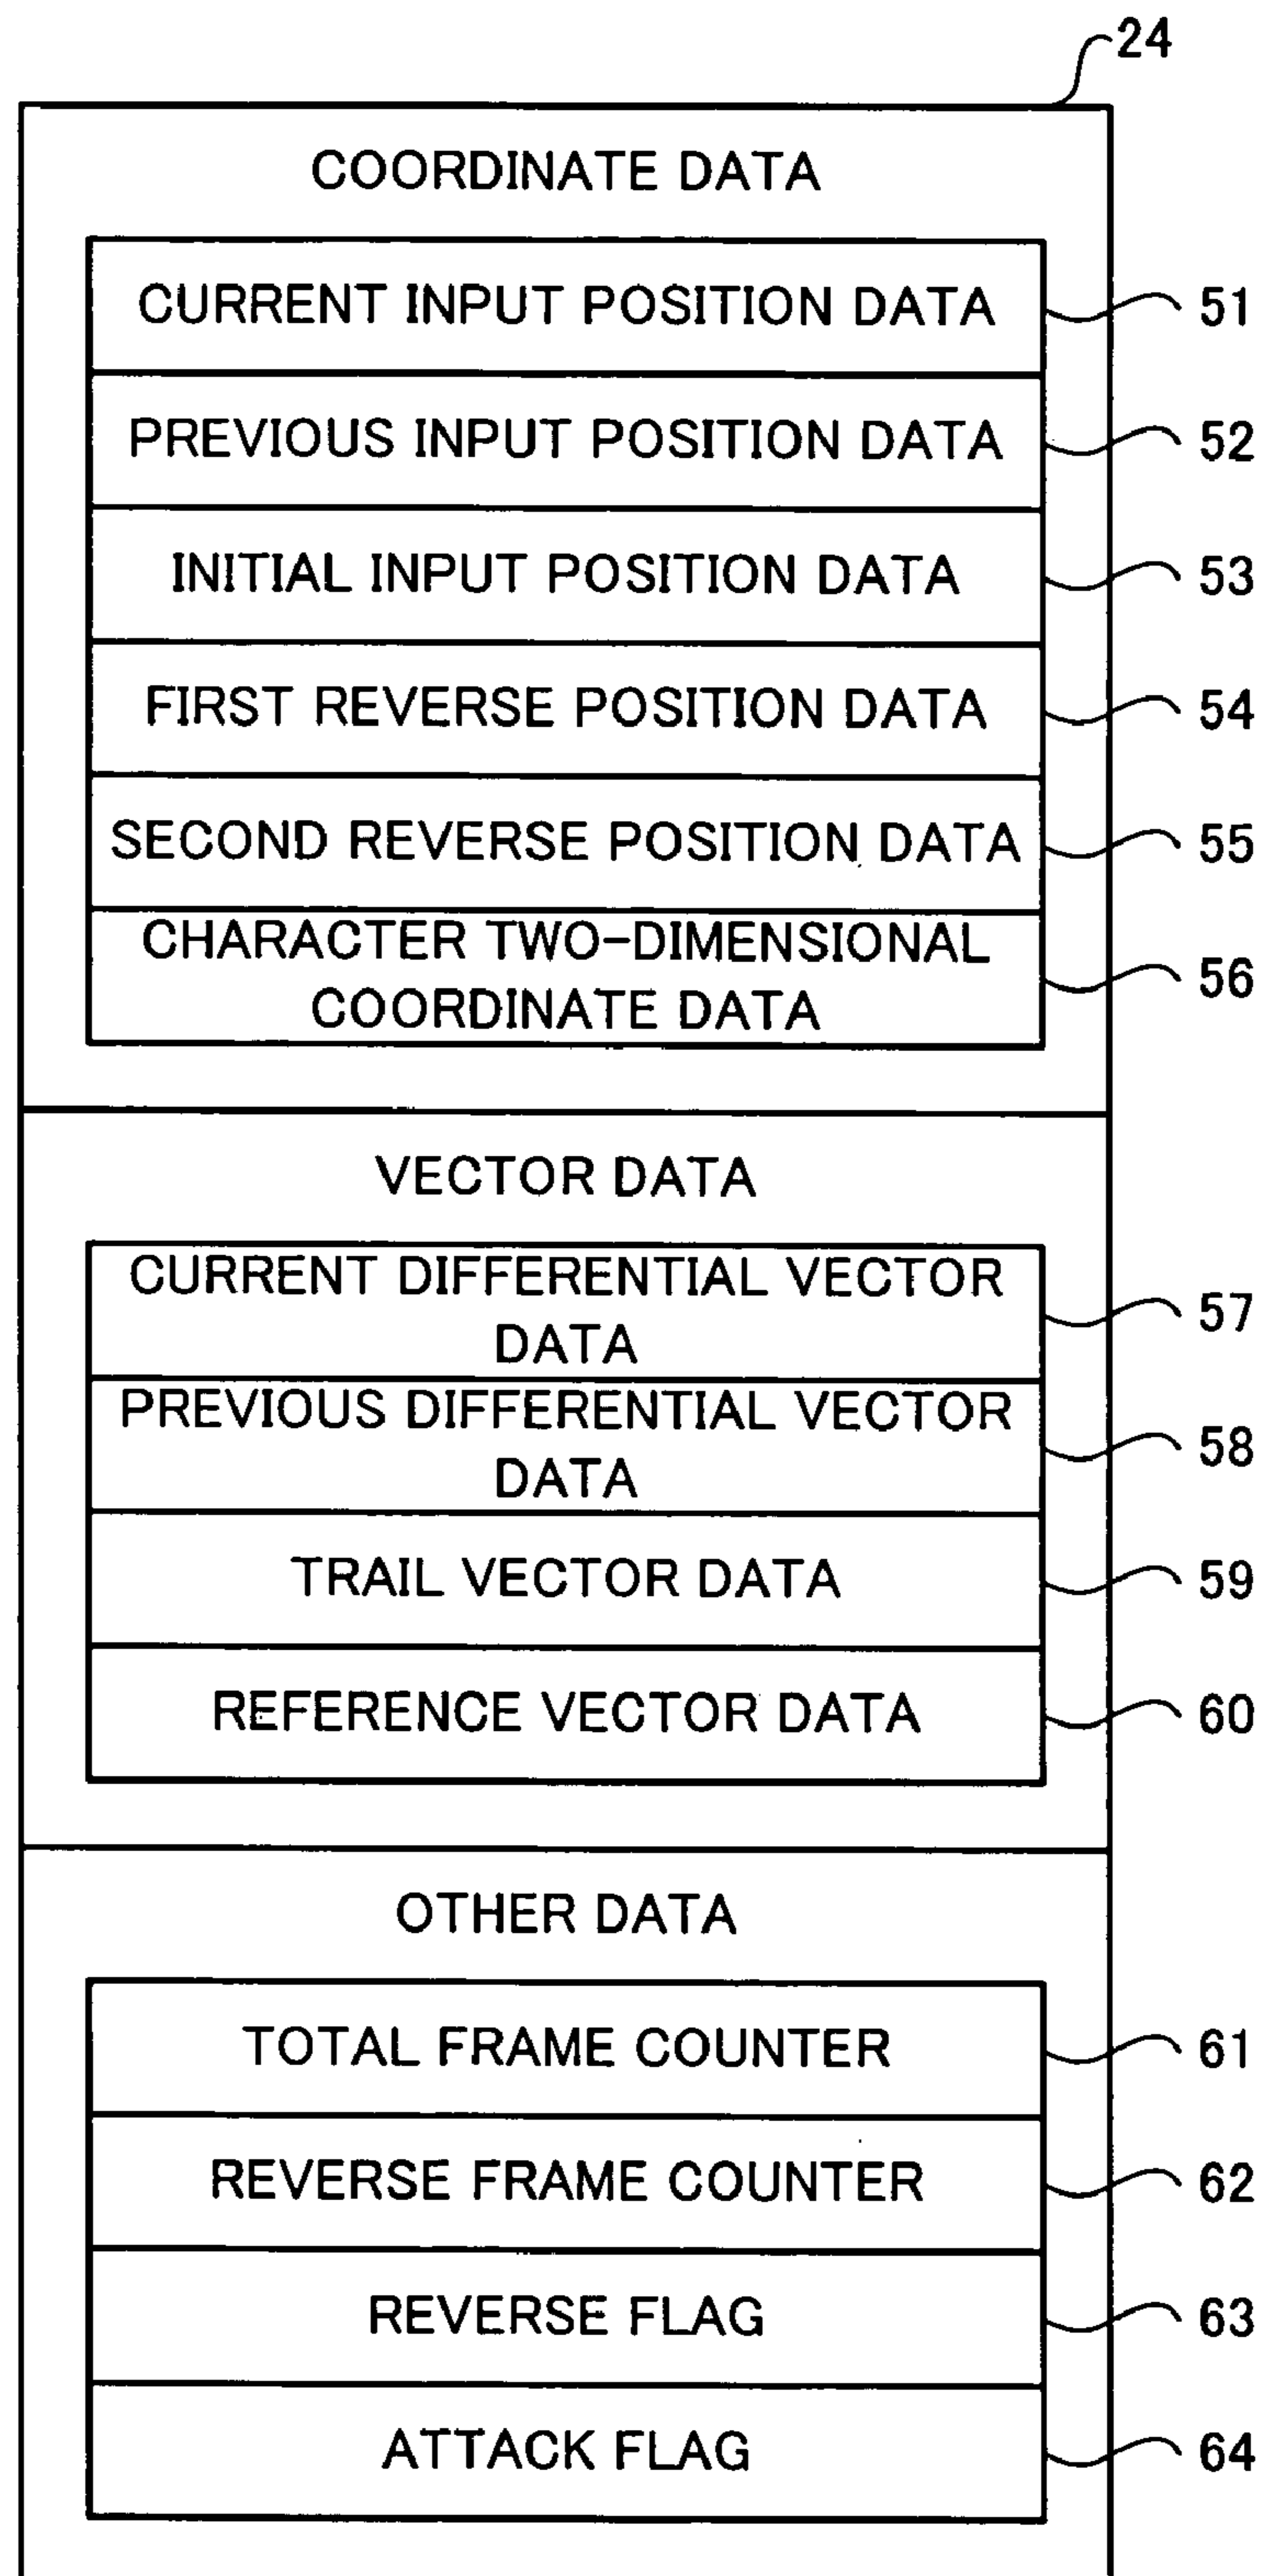 24
COORDINATE DATA
CURRENT INPUT POSITION DATA 51
PREVIOUS INPUT POSITION DATA 52
INITIAL INPUT POSITION DATA 53
FIRST REVERSE POSITION DATA 54
SECOND REVERSE POSITION DATA 55
CHARACTER TWO-DIMENSIONAL
COORDINATE DATA 56
VECTOR DATA
CURRENT DIFFERENTIAL VECTOR
DATA 57
PREVIOUS DIFFERENTIAL VECTOR
DATA 58
TRAIL VECTOR DATA 59
REFERENCE VECTOR DATA 60
OTHER DATA
TOTAL FRAME COUNTER 61
REVERSE FRAME COUNTER 62
REVERSE FLAG 63
ATTACK FLAG 64